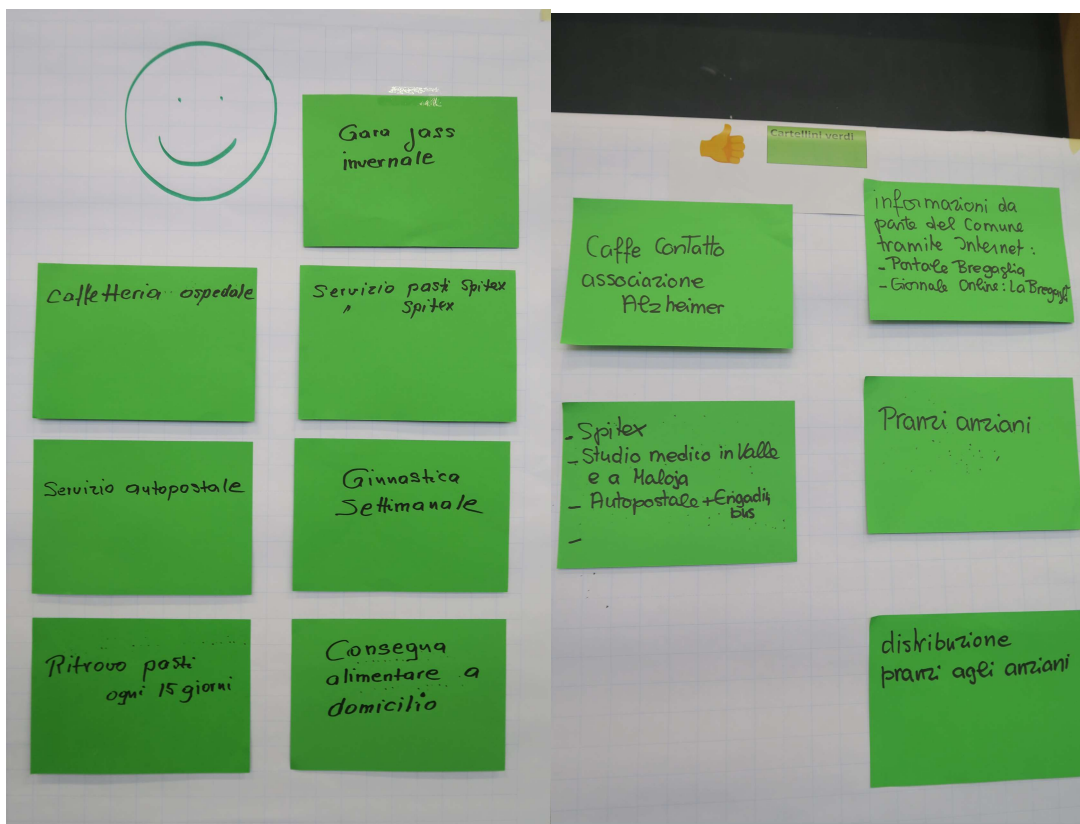 Gara jass
invernale
Caffetteria ospedale
Servizio pasti Spitex
Spitex
Servizio autopostale
Ginnastica
Settimanale
Ritrovo pasti
ogni 15 giorni
Consegna
alimentare a
domicilio
Cartellini verdi
Caffe Contatto
associazione
Alzheimer
informazioni da
parte del Comune
tramite Internet:
- Portale Bregaglia
- Giornale Online: La Bregaglia
- Spitex
- Studio medico in Valle
e a Maloja
- Autopostale + Engadin
bus
-
Pranzi anziani
distribuzione
pranzi agli anziani